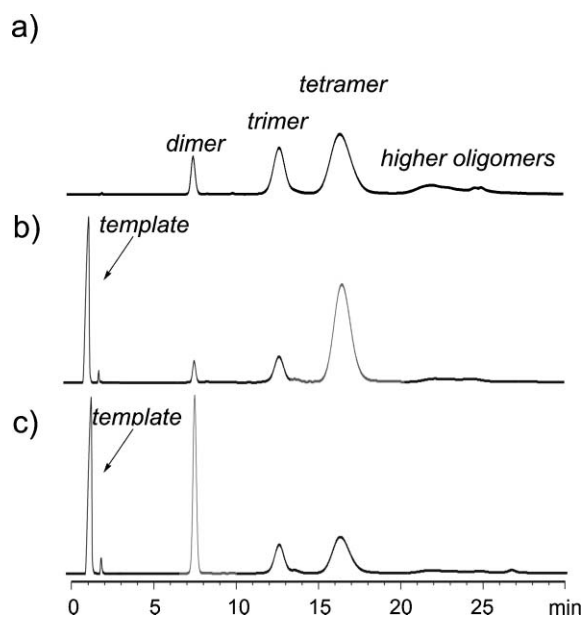 a)
tetramer
trimer
dimer
higher oligomers
b)
template
c)
template
0 5 10 15 20 25 min